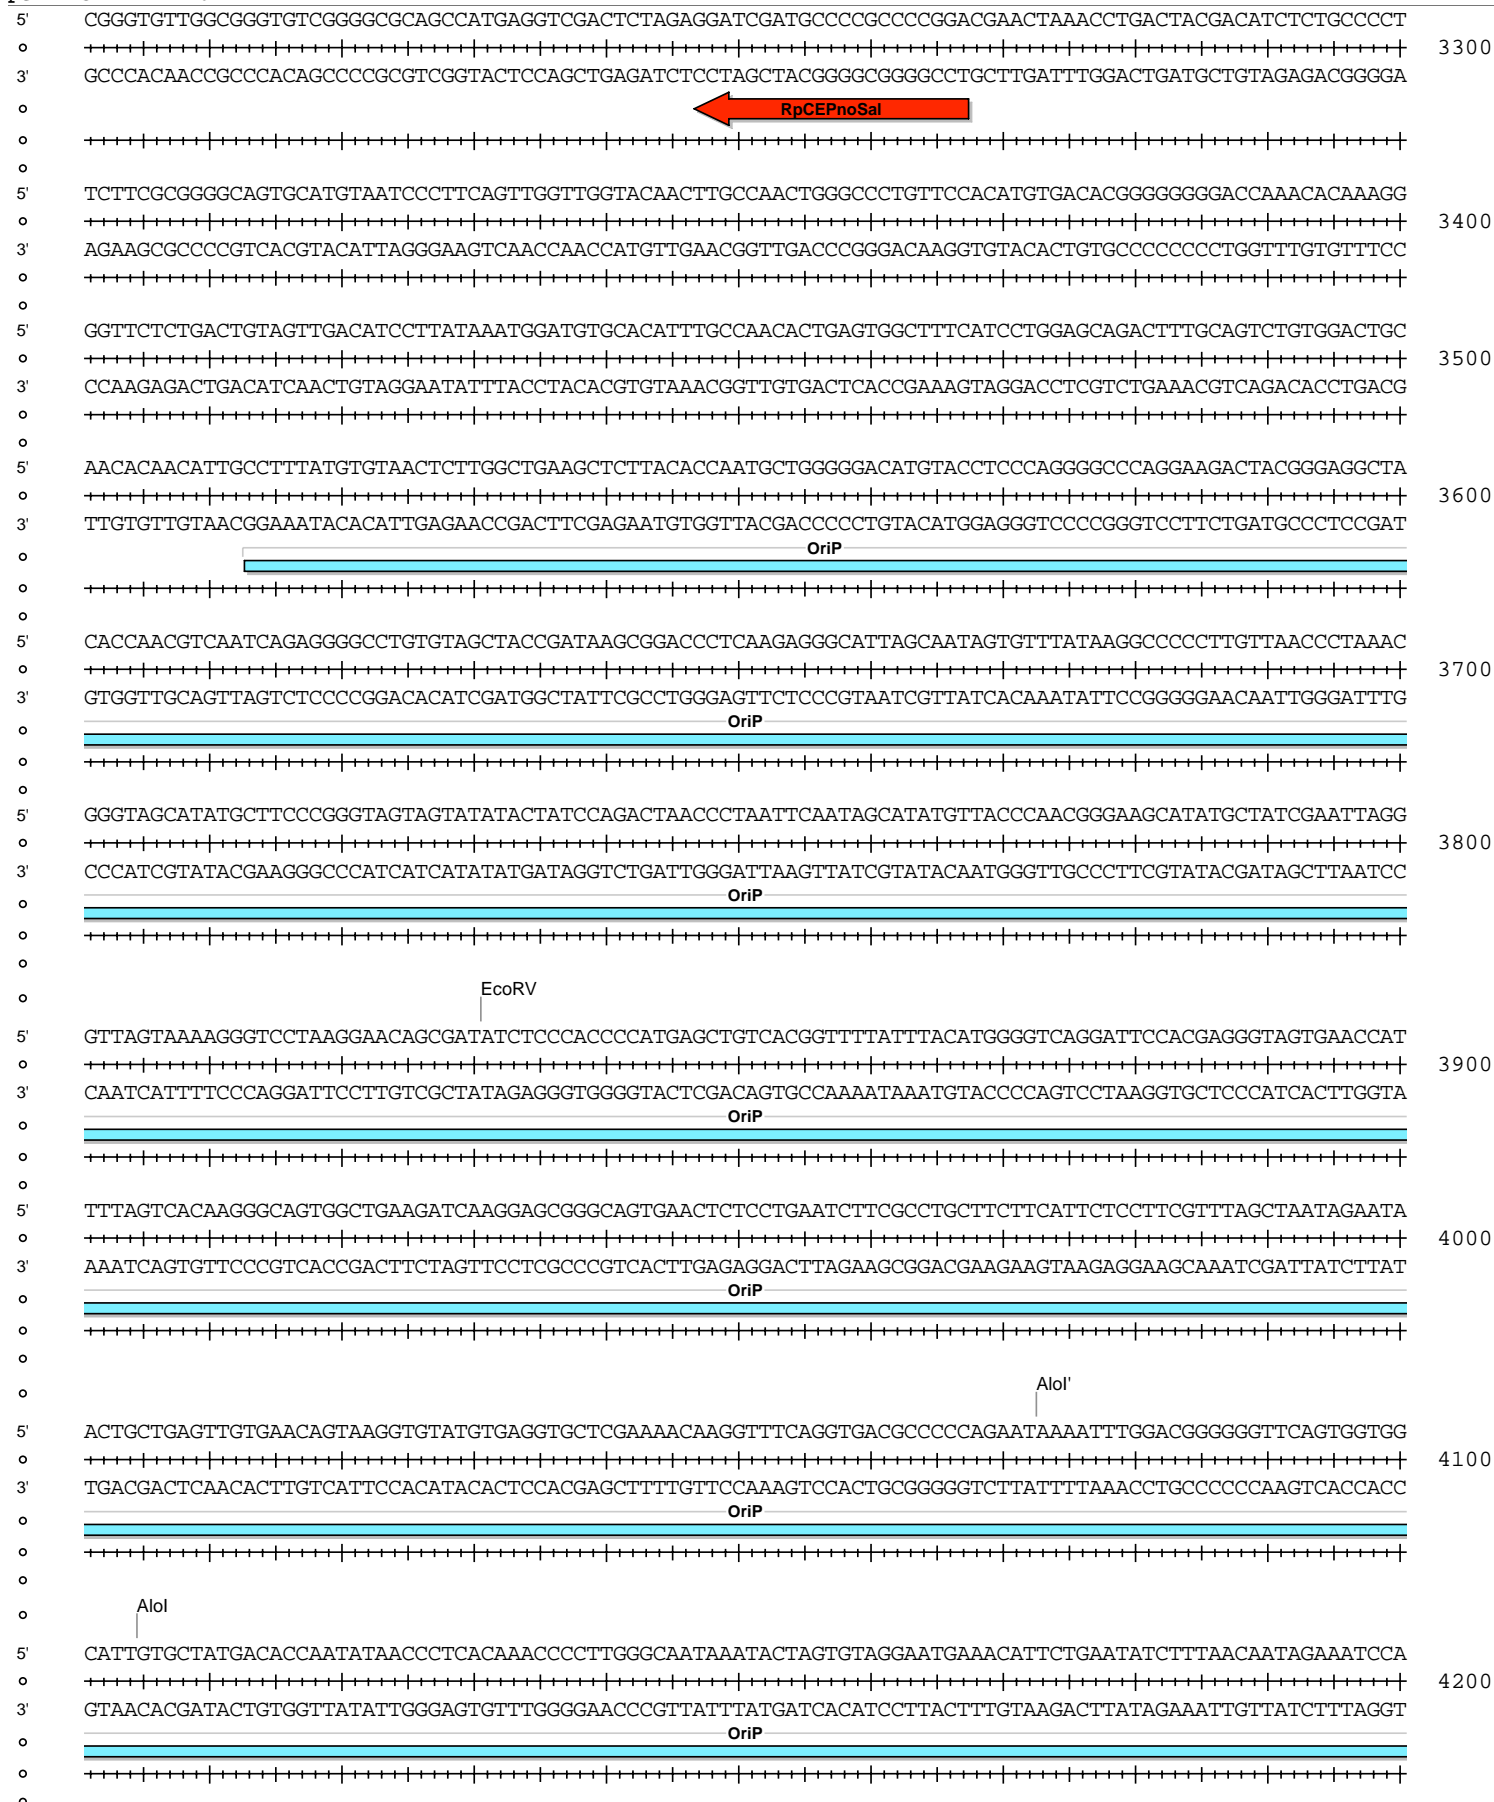 5' CGGGTGTTGGCGGGTGTCGGGGCGCAGCCATGAGGTCGACTCTAGAGGATCGATGCCCCGCCCCGGACGAACTAAACCTGACTACGACATCTCTGCCCCT
3300
3' GCCCACAACCGCCCACAGCCCCGCGTCGGTACTCCAGCTGAGATCTCCTAGCTACGGGGCGGGGCCTGCTTGATTTGGACTGATGCTGTAGAGACGGGGA
RpCEPnoSal
5' TCTTCGCGGGGCAGTGCATGTAATCCCTTCAGTTGGTTGGTACAACTTGCCAACTGGGCCCTGTTCCACATGTGACACGGGGGGGGACCAAACACAAAGG
3400
3' AGAAGCGCCCCGTCACGTACATTAGGGAAGTCAACCAACCATGTTGAACGGTTGACCCGGGACAAGGTGTACACTGTGCCCCCCCCTGGTTTGTGTTTCC
5' GGTTCTCTGACTGTAGTTGACATCCTTATAAATGGATGTGCACATTTGCCAACACTGAGTGGCTTTCATCCTGGAGCAGACTTTGCAGTCTGTGGACTGC
3500
3' CCAAGAGACTGACATCAACTGTAGGAATATTTACCTACACGTGTAAACGGTTGTGACTCACCGAAAGTAGGACCTCGTCTGAAACGTCAGACACCTGACG
5' AACACAACATTGCCTTTATGTGTAACTCTTGGCTGAAGCTCTTACACCAATGCTGGGGGACATGTACCTCCCAGGGGCCCAGGAAGACTACGGGAGGCTA
3600
3' TTGTGTTGTAACGGAAATACACATTGAGAACCGACTTCGAGAATGTGGTTACGACCCCCTGTACATGGAGGGTCCCCGGGTCCTTCTGATGCCCTCCGAT
OriP
5' CACCAACGTCAATCAGAGGGGCCTGTGTAGCTACCGATAAGCGGACCCTCAAGAGGGCATTAGCAATAGTGTTTATAAGGCCCCCTTGTTAACCCTAAAC
3700
3' GTGGTTGCAGTTAGTCTCCCCGGACACATCGATGGCTATTCGCCTGGGAGTTCTCCCGTAATCGTTATCACAAATATTCCGGGGGAACAATTGGGATTTG
OriP
5' GGGTAGCATATGCTTCCCGGGTAGTAGTATATACTATCCAGACTAACCCTAATTCAATAGCATATGTTACCCAACGGGAAGCATATGCTATCGAATTAGG
3800
3' CCCATCGTATACGAAGGGCCCATCATCATATATGATAGGTCTGATTGGGATTAAGTTATCGTATACAATGGGTTGCCCTTCGTATACGATAGCTTAATCC
OriP
EcoRV
5' GTTAGTAAAAGGGTCCTAAGGAACAGCGATATCTCCCACCCCATGAGCTGTCACGGTTTTATTTACATGGGGTCAGGATTCCACGAGGGTAGTGAACCAT
3900
3' CAATCATTTTCCCAGGATTCCTTGTCGCTATAGAGGGTGGGGTACTCGACAGTGCCAAAATAAATGTACCCCAGTCCTAAGGTGCTCCCATCACTTGGTA
OriP
5' TTTAGTCACAAGGGCAGTGGCTGAAGATCAAGGAGCGGGCAGTGAACTCTCCTGAATCTTCGCCTGCTTCTTCATTCTCCTTCGTTTAGCTAATAGAATA
4000
3' AAATCAGTGTTCCCGTCACCGACTTCTAGTTCCTCGCCCGTCACTTGAGAGGACTTAGAAGCGGACGAAGAAGTAAGAGGAAGCAAATCGATTATCTTAT
OriP
AloI'
5' ACTGCTGAGTTGTGAACAGTAAGGTGTATGTGAGGTGCTCGAAAACAAGGTTTCAGGTGACGCCCCCAGAATAAAATTTGGACGGGGGGTTCAGTGGTGG
4100
3' TGACGACTCAACACTTGTCATTCCACATACACTCCACGAGCTTTTGTTCCAAAGTCCACTGCGGGGGTCTTATTTTAAACCTGCCCCCCAAGTCACCACC
OriP
AloI
5' CATTGTGCTATGACACCAATATAACCCTCACAAACCCCTTGGGCAATAAATACTAGTGTAGGAATGAAACATTCTGAATATCTTTAACAATAGAAATCCA
4200
3' GTAACACGATACTGTGGTTATATTGGGAGTGTTTGGGGAACCCGTTATTTATGATCACATCCTTACTTTGTAAGACTTATAGAAATTGTTATCTTTAGGT
OriP